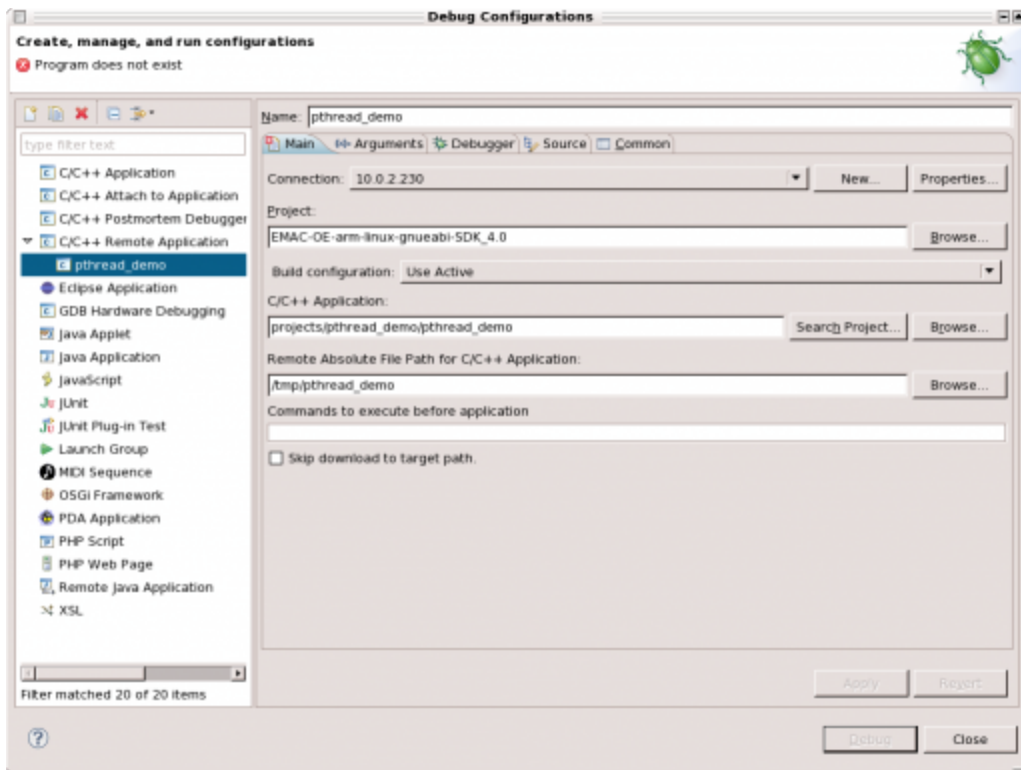 Debug Configurations
Create, manage, and run configurations
Program does not exist
type filter text
C/C++ Application
C/C++ Attach to Application
C/C++ Postmortem Debugger
C/C++ Remote Application
pthread_demo
Eclipse Application
GDB Hardware Debugging
Java Applet
Java Application
JavaScript
JUnit
JUnit Plug-in Test
Launch Group
MIDI Sequence
OSGi Framework
PDA Application
PHP Script
PHP Web Page
Remote Java Application
XSL
Filter matched 20 of 20 items
Name: pthread_demo
Main Arguments Debugger Source Common
Connection: 10.0.2.230 New... Properties...
Project:
EMAC-OE-arm-linux-gnueabi-SDK_4.0 Browse...
Build configuration: Use Active
C/C++ Application:
projects/pthread_demo/pthread_demo Search Project... Browse...
Remote Absolute File Path for C/C++ Application:
/tmp/pthread_demo Browse...
Commands to execute before application
Skip download to target path.
Apply Revert
Debug Close